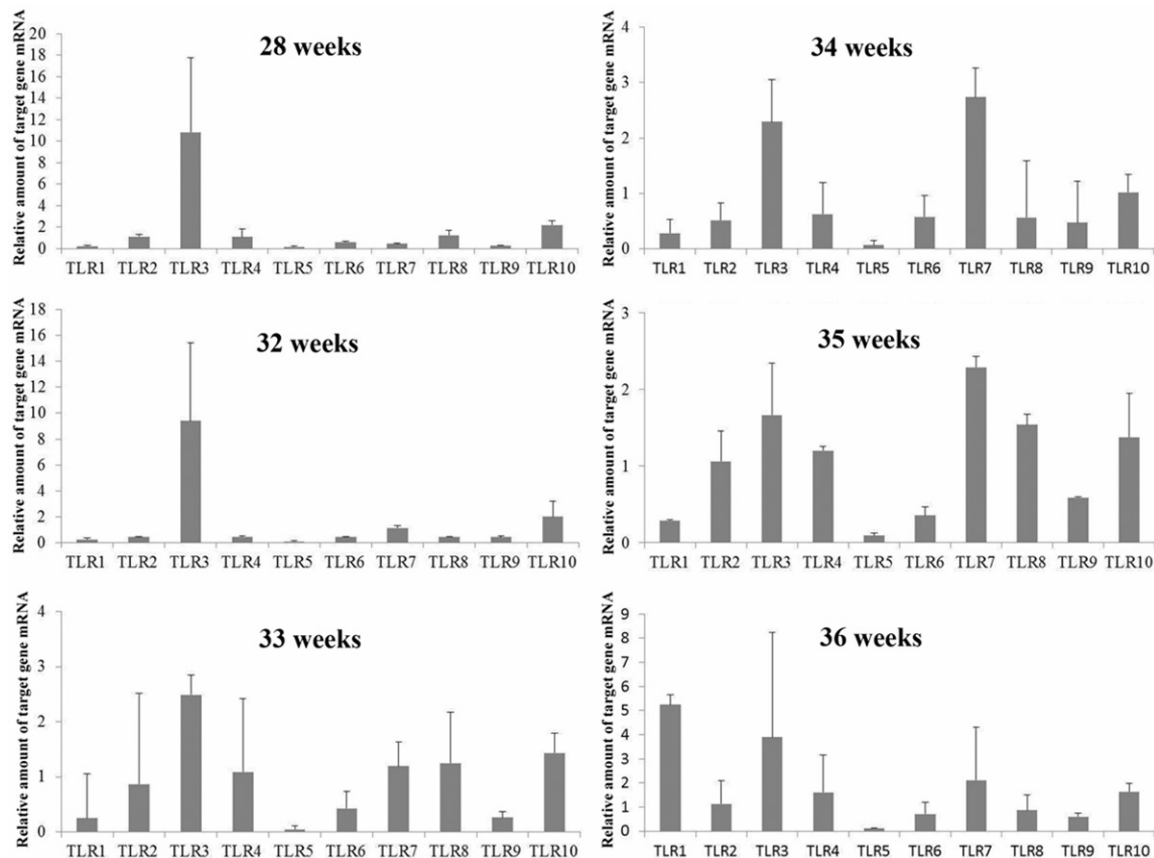 Relative amount of target gene mRNA
28 weeks
20
18
16
14
12
10
8
6
4
2
0
TLR1 TLR2 TLR3 TLR4 TLR5 TLR6 TLR7 TLR8 TLR9 TLR10
Relative amount of target gene mRNA
34 weeks
4
3
2
1
0
TLR1 TLR2 TLR3 TLR4 TLR5 TLR6 TLR7 TLR8 TLR9 TLR10
Relative amount of target gene mRNA
32 weeks
18
16
14
12
10
8
6
4
2
0
TLR1 TLR2 TLR3 TLR4 TLR5 TLR6 TLR7 TLR8 TLR9 TLR10
Relative amount of target gene mRNA
35 weeks
3
2
1
0
TLR1 TLR2 TLR3 TLR4 TLR5 TLR6 TLR7 TLR8 TLR9 TLR10
Relative amount of target gene mRNA
33 weeks
4
3
2
1
0
TLR1 TLR2 TLR3 TLR4 TLR5 TLR6 TLR7 TLR8 TLR9 TLR10
Relative amount of target gene mRNA
36 weeks
9
8
7
6
5
4
3
2
1
0
TLR1 TLR2 TLR3 TLR4 TLR5 TLR6 TLR7 TLR8 TLR9 TLR10